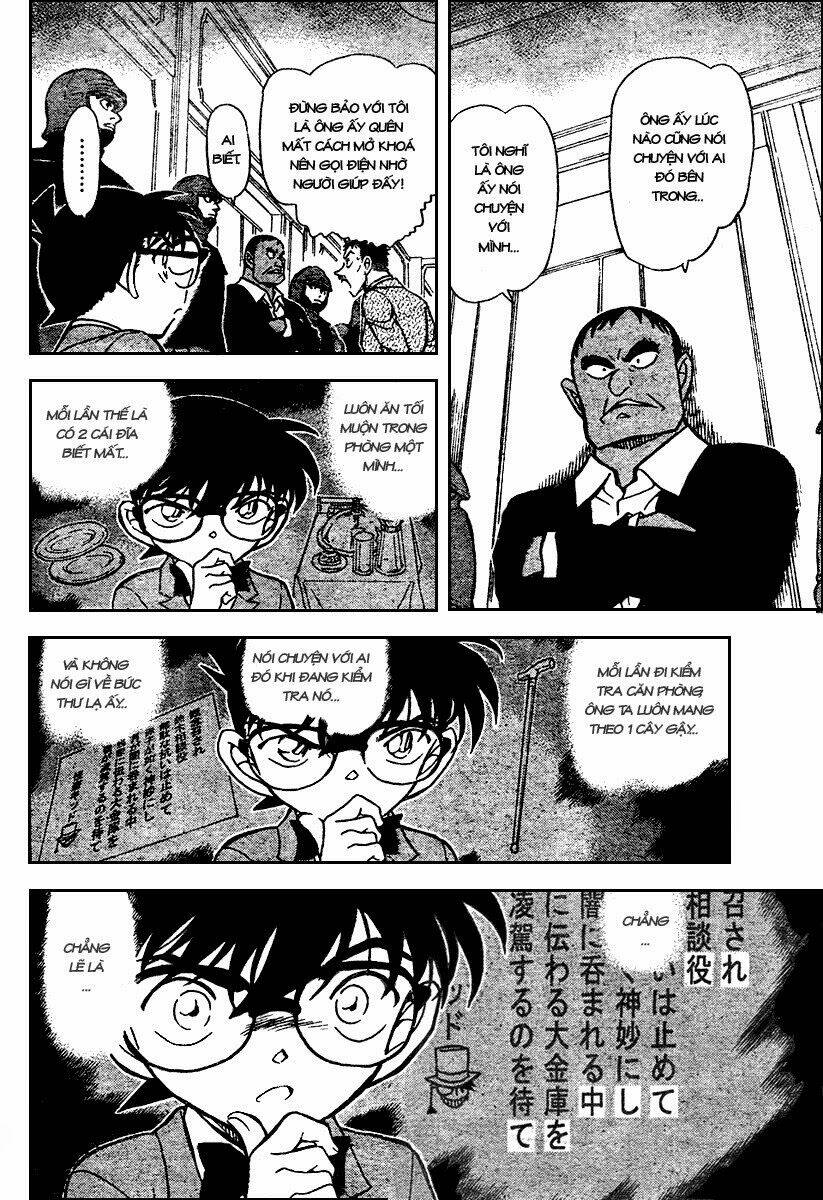 ÔNG ẤY LÚC
NÀO CŨNG NÓI
CHUYỆN VỚI AI
ĐÓ BÊN
TRONG..
TÔI NGHĨ
LÀ ÔNG
ẤY NÓI
CHUYỆN
VỚI
MÌNH...
ĐỪNG BẢO VỚI TÔI
LÀ ÔNG ẤY QUÊN
MẤT CÁCH MỞ KHOÁ
NÊN GỌI ĐIỆN NHỜ
NGƯỜI GIÚP ĐẤY!
AI
BIẾT
.........
LUÔN ĂN TỐI
MUỘN TRONG
PHÒNG MỘT
MÌNH...
MỖI LẦN THẾ LÀ
CÓ 2 CÁI ĐĨA
BIẾT MẤT...
MỖI LẦN ĐI KIỂM
TRA CĂN PHÒNG,
ÔNG TA LUÔN MANG
THEO 1 CÂY GẬY...
NÓI CHUYỆN VỚI AI
ĐÓ KHI ĐANG KIỂM
TRA NÓ...
VÀ KHÔNG
NÓI GÌ VỀ BỨC
THƯ LẠ ẤY...
CHẲNG
...
召され
相談役
いは止めて
、神妙にし
闇に呑まれる中
に伝わる大金庫を
凌駕するのを待て
ッド
CHẲNG
LẼ LÀ
...